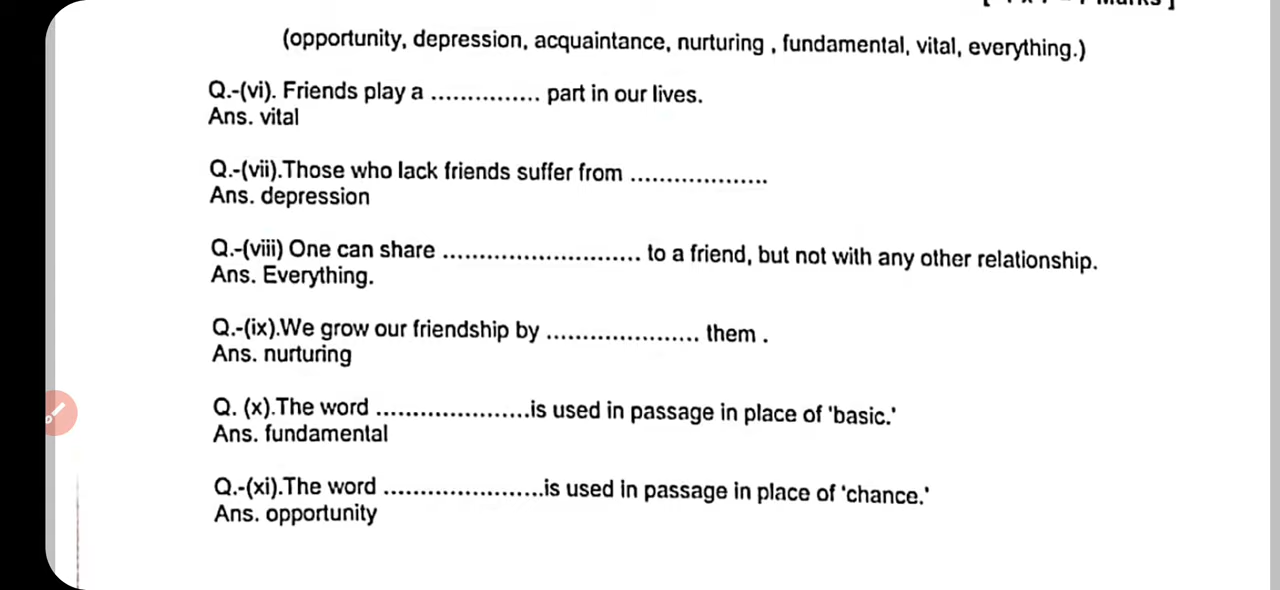 (opportunity, depression, acquaintance, nurturing , fundamental, vital, everything.)
Q.-(vi). Friends play a ............... part in our lives.
Ans. vital
Q.-(vii).Those who lack friends suffer from ...................
Ans. depression
Q.-(viii) One can share ........................... to a friend, but not with any other relationship.
Ans. Everything.
Q.-(ix).We grow our friendship by ..................... them .
Ans. nurturing
Q. (x).The word .....................is used in passage in place of 'basic.'
Ans. fundamental
Q.-(xi).The word ......................is used in passage in place of 'chance.'
Ans. opportunity